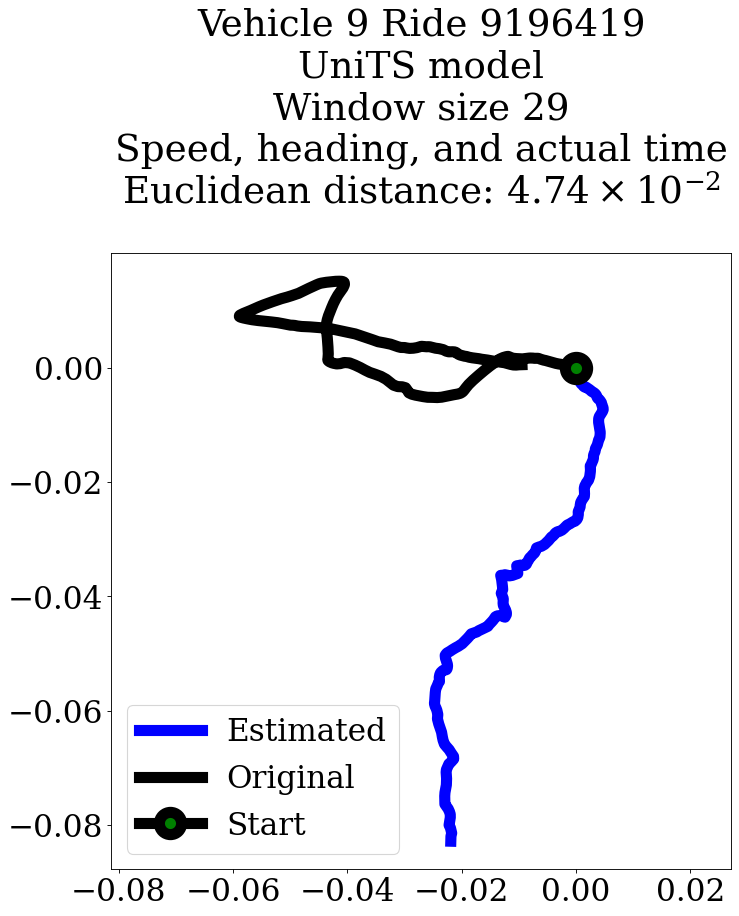 Vehicle 9 Ride 9196419
UniTS model
Window size 29
Speed, heading, and actual time
Euclidean distance: 4.74 × 10⁻²
0.00
−0.02
−0.04
−0.06
−0.08
Estimated
Original
Start
−0.08 −0.06 −0.04 −0.02 0.00 0.02